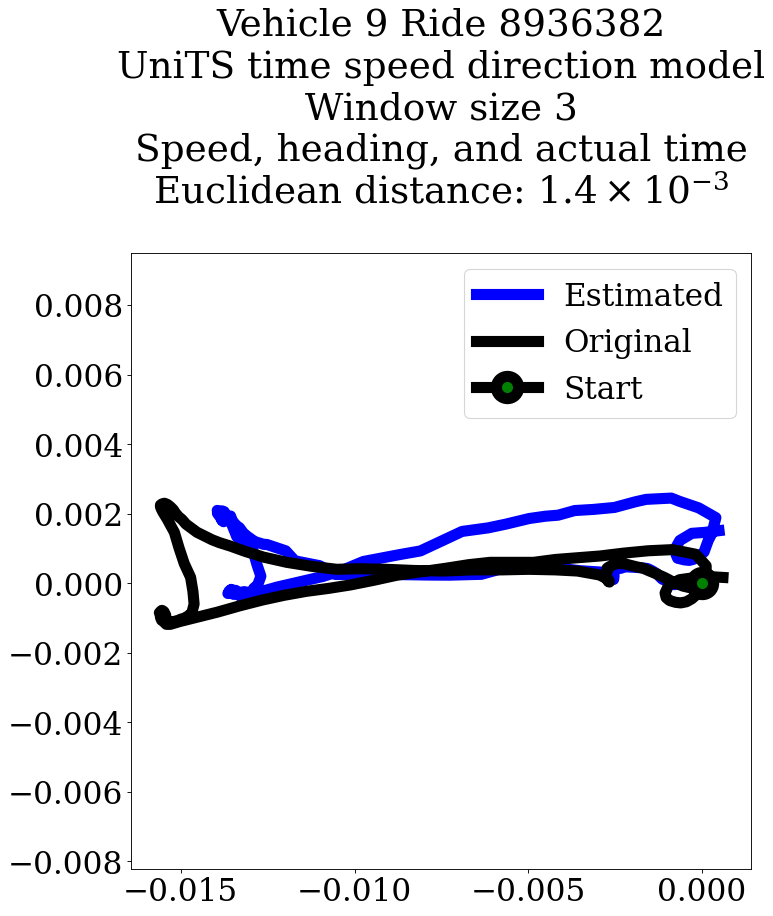 Vehicle 9 Ride 8936382
UniTS time speed direction model
Window size 3
Speed, heading, and actual time
Euclidean distance: 1.4 × 10⁻³
Estimated
Original
Start
0.008
0.006
0.004
0.002
0.000
−0.002
−0.004
−0.006
−0.008
−0.015 −0.010 −0.005 0.000